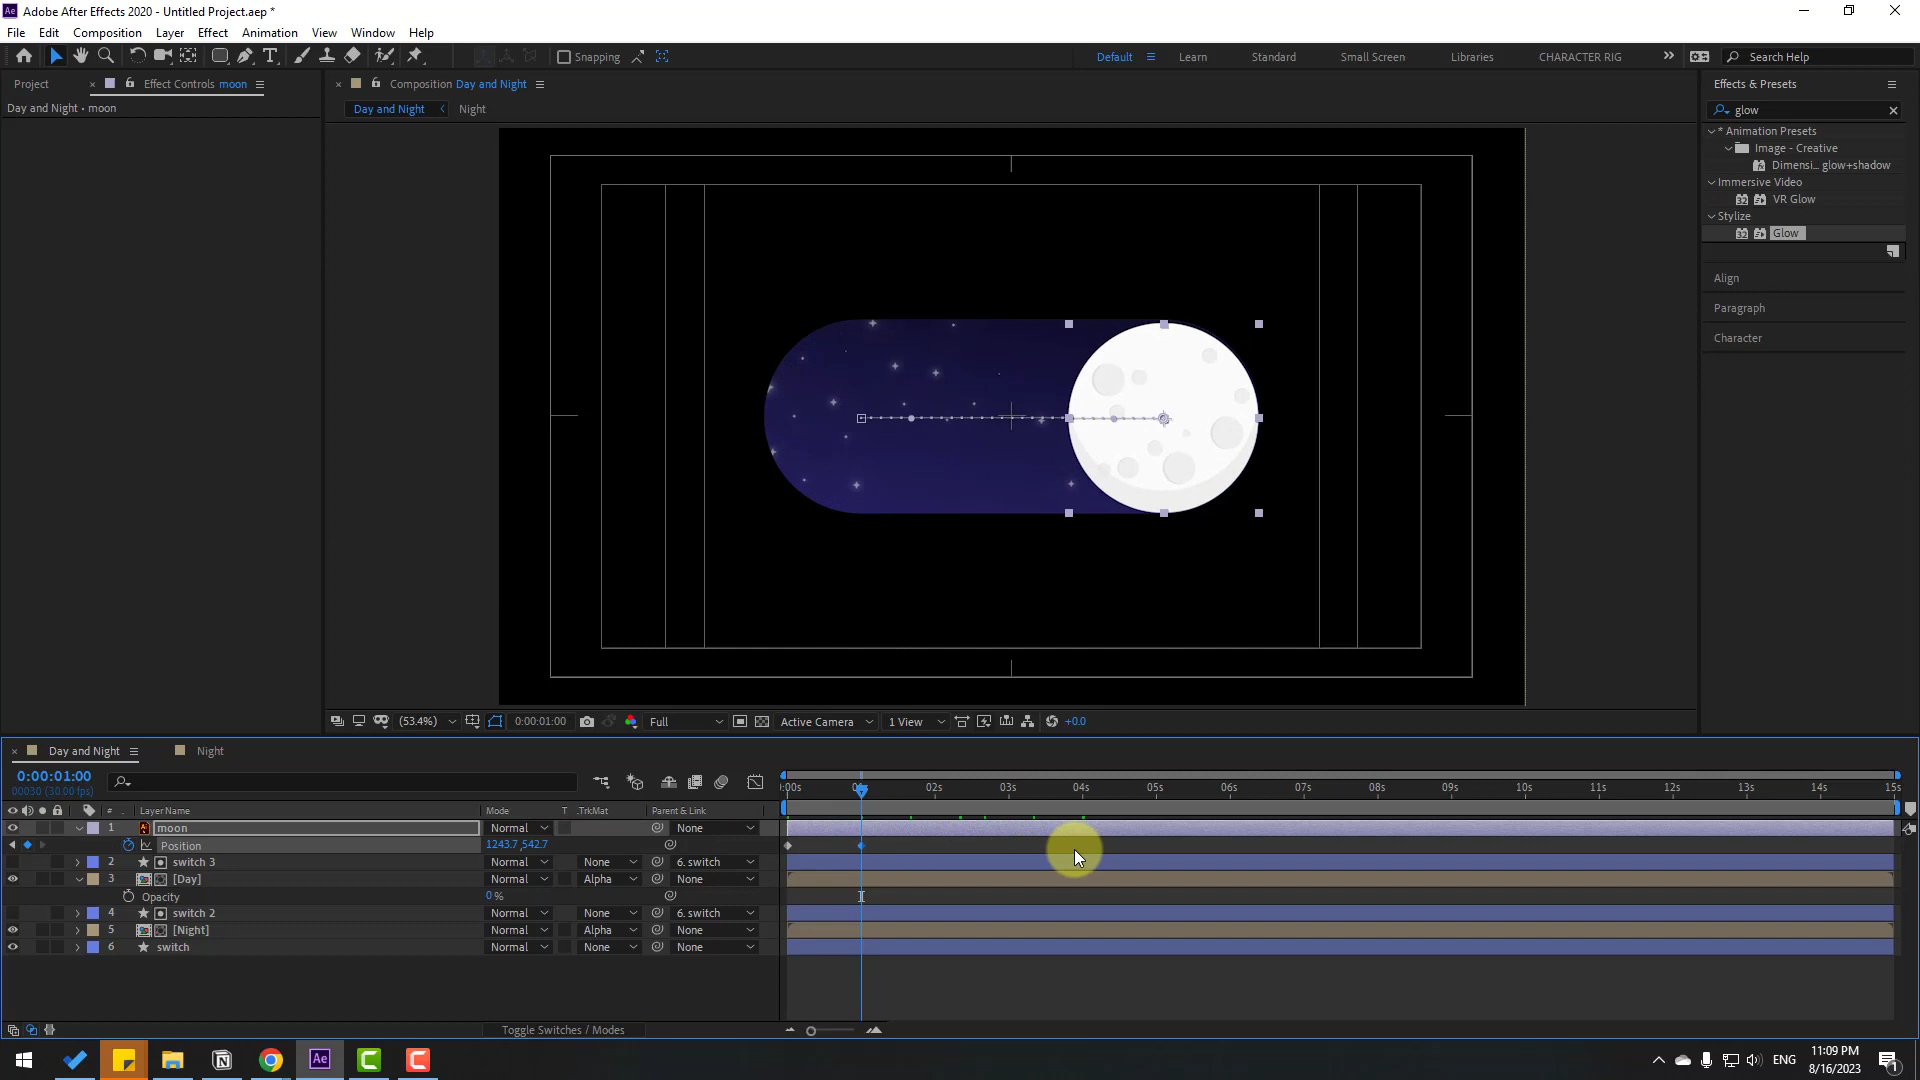 Adobe After Effects 2020 - Untitled Project.aep *
File Edit Composition Layer Effect Animation View Window Help
Snapping Default Learn Standard Small Screen Libraries CHARACTER RIG Search Help
Project Effect Controls moon Composition Day and Night Effects & Presets
Day and Night • moon Day and Night Night glow
* Animation Presets
Image - Creative
Dimensi... glow+shadow
Immersive Video
VR Glow
Stylize
Glow
Align
Paragraph
Character
(53.4%) 0:00:01:00 Full Active Camera 1 View +0.0
Day and Night Night
0:00:01:00
00030 (30.00 fps)
:00s 02s 03s 04s 05s 06s 07s 08s 09s 10s 11s 12s 13s 14s 15s
# Layer Name Mode T .TrkMat Parent & Link
1 moon Normal None
Position 1243.7,542.7
2 switch 3 Normal None 6. switch
3 [Day] Normal Alpha None
Opacity 0 %
4 switch 2 Normal None 6. switch
5 [Night] Normal Alpha None
6 switch Normal None None
Toggle Switches / Modes
ENG 11:09 PM
8/16/2023